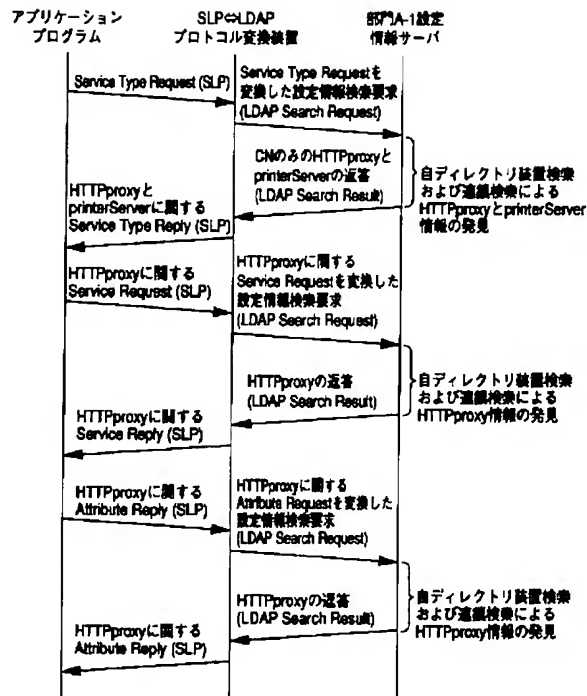 アプリケーション
プログラム
SLP⇔LDAP
プロトコル変換装置
部門A-1設定
情報サーバ
Service Type Request (SLP)
Service Type Requestを
変換した設定情報検索要求
(LDAP Search Request)
CNのみのHTTPproxyと
printerServerの返答
(LDAP Search Result)
自ディレクトリ装置検索
および連鎖検索による
HTTPproxyとprinterServer
情報の発見
HTTPproxyと
printerServerに関する
Service Type Reply (SLP)
HTTPproxyに関する
Service Request (SLP)
HTTPproxyに関する
Service Requestを変換した
設定情報検索要求
(LDAP Search Request)
HTTPproxyの返答
(LDAP Search Result)
自ディレクトリ装置検索
および連鎖検索による
HTTPproxy情報の発見
HTTPproxyに関する
Service Reply (SLP)
HTTPproxyに関する
Attribute Reply (SLP)
HTTPproxyに関する
Attribute Requestを変換した
設定情報検索要求
(LDAP Search Request)
HTTPproxyの返答
(LDAP Search Result)
自ディレクトリ装置検索
および連鎖検索による
HTTPproxy情報の発見
HTTPproxyに関する
Attribute Reply (SLP)